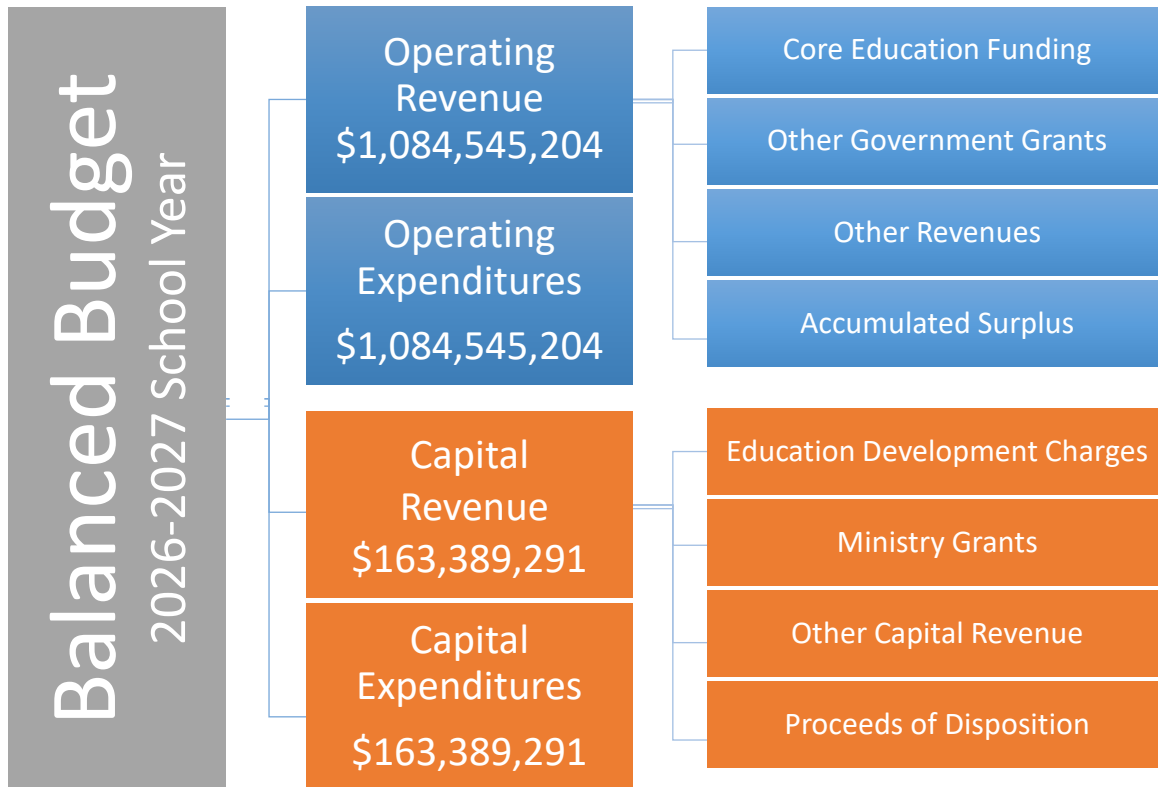 Balanced Budget
2026-2027 School Year
Operating
Revenue
$1,084,545,204
Operating
Expenditures
$1,084,545,204
Capital
Revenue
$163,389,291
Capital
Expenditures
$163,389,291
Core Education Funding
Other Government Grants
Other Revenues
Accumulated Surplus
Education Development Charges
Ministry Grants
Other Capital Revenue
Proceeds of Disposition